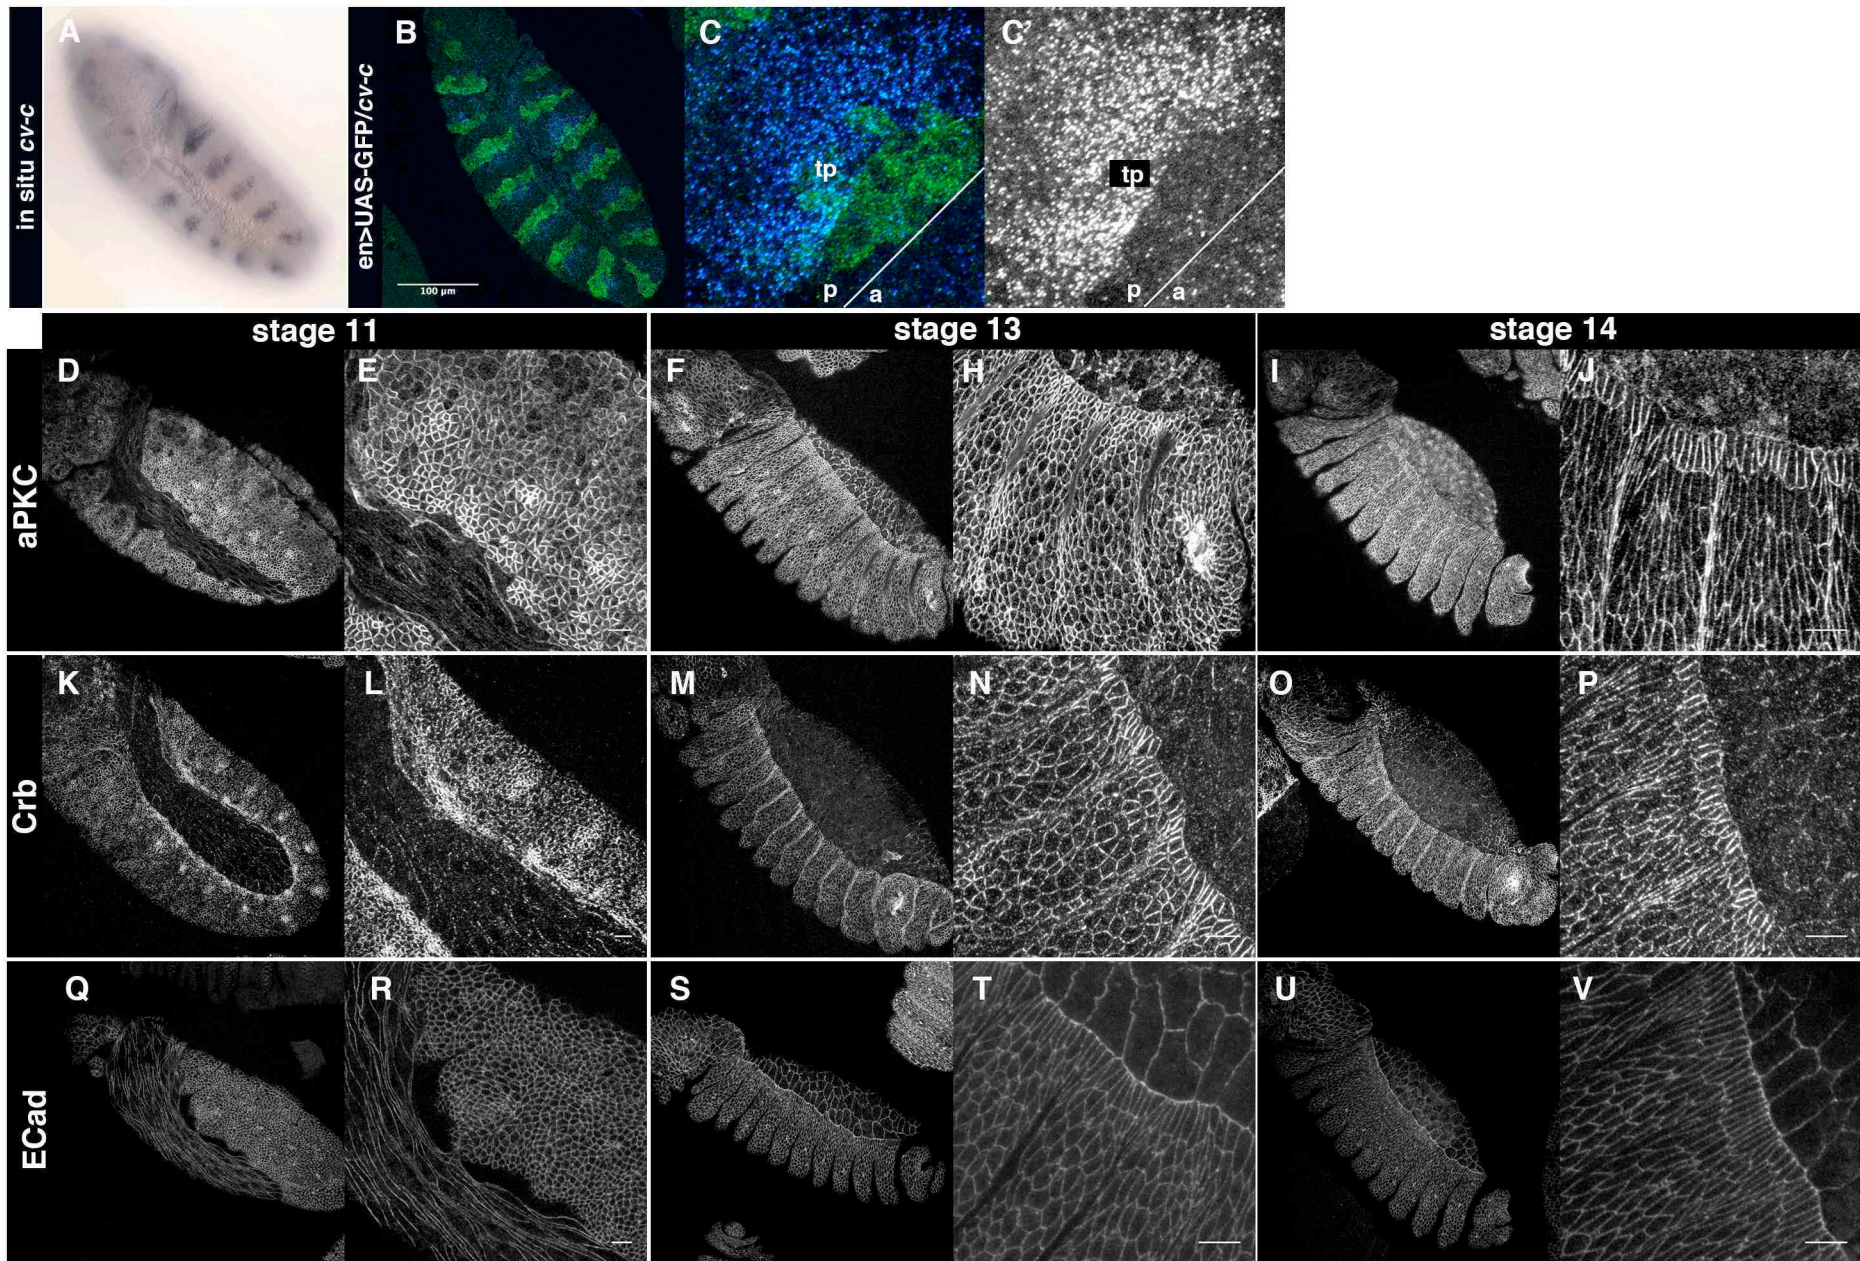 in situ cv-c
A
en>UAS-GFP/cv-c
B
100 µm
C
tp
p
a
C'
tp
p
a
stage 11
stage 13
stage 14
aPKC
D
E
F
H
I
J
Crb
K
L
M
N
O
P
ECad
Q
R
S
T
U
V